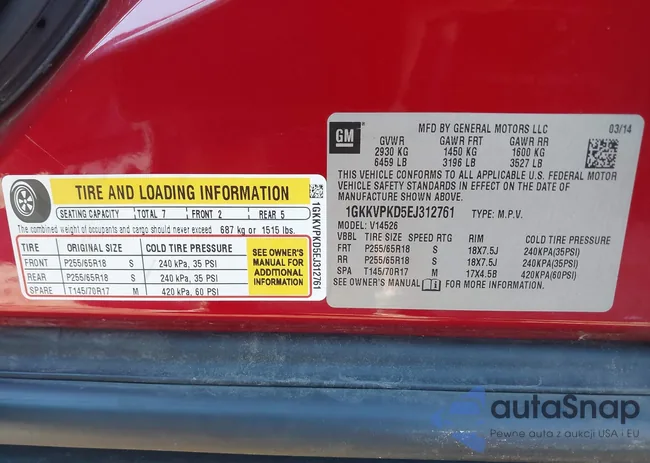 TIRE AND LOADING INFORMATION
SEATING CAPACITY TOTAL 7 FRONT 2 REAR 5
The combined weight of occupants and cargo should never exceed 687 kg or 1515 lbs.
TIRE ORIGINAL SIZE COLD TIRE PRESSURE
FRONT P255/65R18 S 240 kPa, 35 PSI
REAR P255/65R18 S 240 kPa, 35 PSI
SPARE T145/70R17 M 420 kPa, 60 PSI
SEE OWNER'S
MANUAL FOR
ADDITIONAL
INFORMATION
1GKKVPKD5EJ312761
GM
MFD BY GENERAL MOTORS LLC
03/14
GVWR GAWR FRT GAWR RR
2930 KG 1450 KG 1600 KG
6459 LB 3196 LB 3527 LB
THIS VEHICLE CONFORMS TO ALL APPLICABLE U.S. FEDERAL MOTOR
VEHICLE SAFETY STANDARDS IN EFFECT ON THE DATE OF
MANUFACTURE SHOWN ABOVE.
1GKKVPKD5EJ312761 TYPE: M.P.V.
MODEL: V14526
VBBL TIRE SIZE SPEED RTG RIM COLD TIRE PRESSURE
FRT P255/65R18 S 18X7.5J 240KPA(35PSI)
RR P255/65R18 S 18X7.5J 240KPA(35PSI)
SPA T145/70R17 M 17X4.5B 420KPA(60PSI)
SEE OWNER'S MANUAL FOR MORE INFORMATION.
autaSnap
Pewne auta z aukcji USA i EU